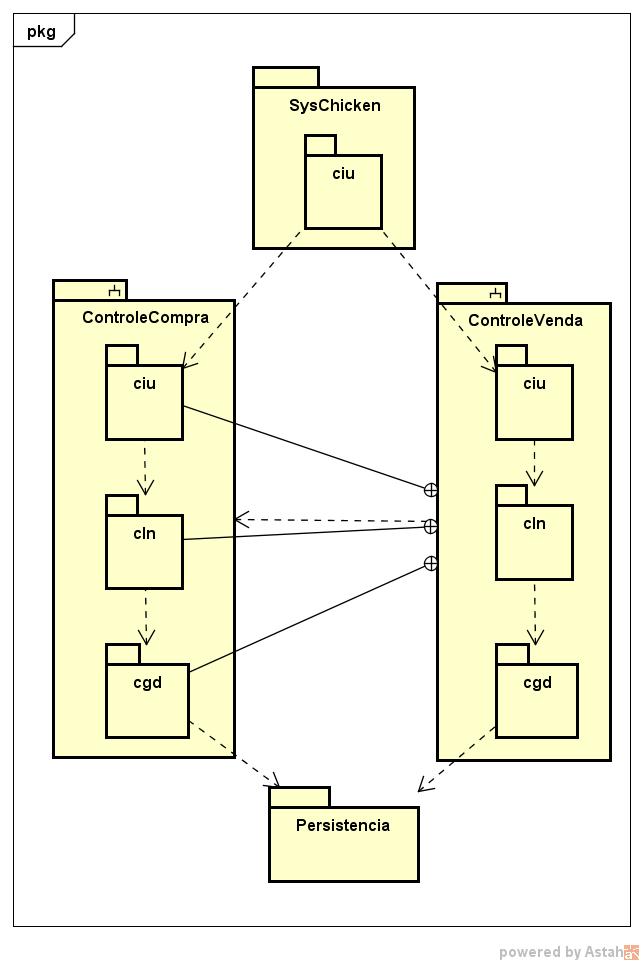 pkg
SysChicken
ciu
ControleCompra
ControleVenda
ciu
ciu
cln
cln
cgd
cgd
Persistencia
powered by Astah